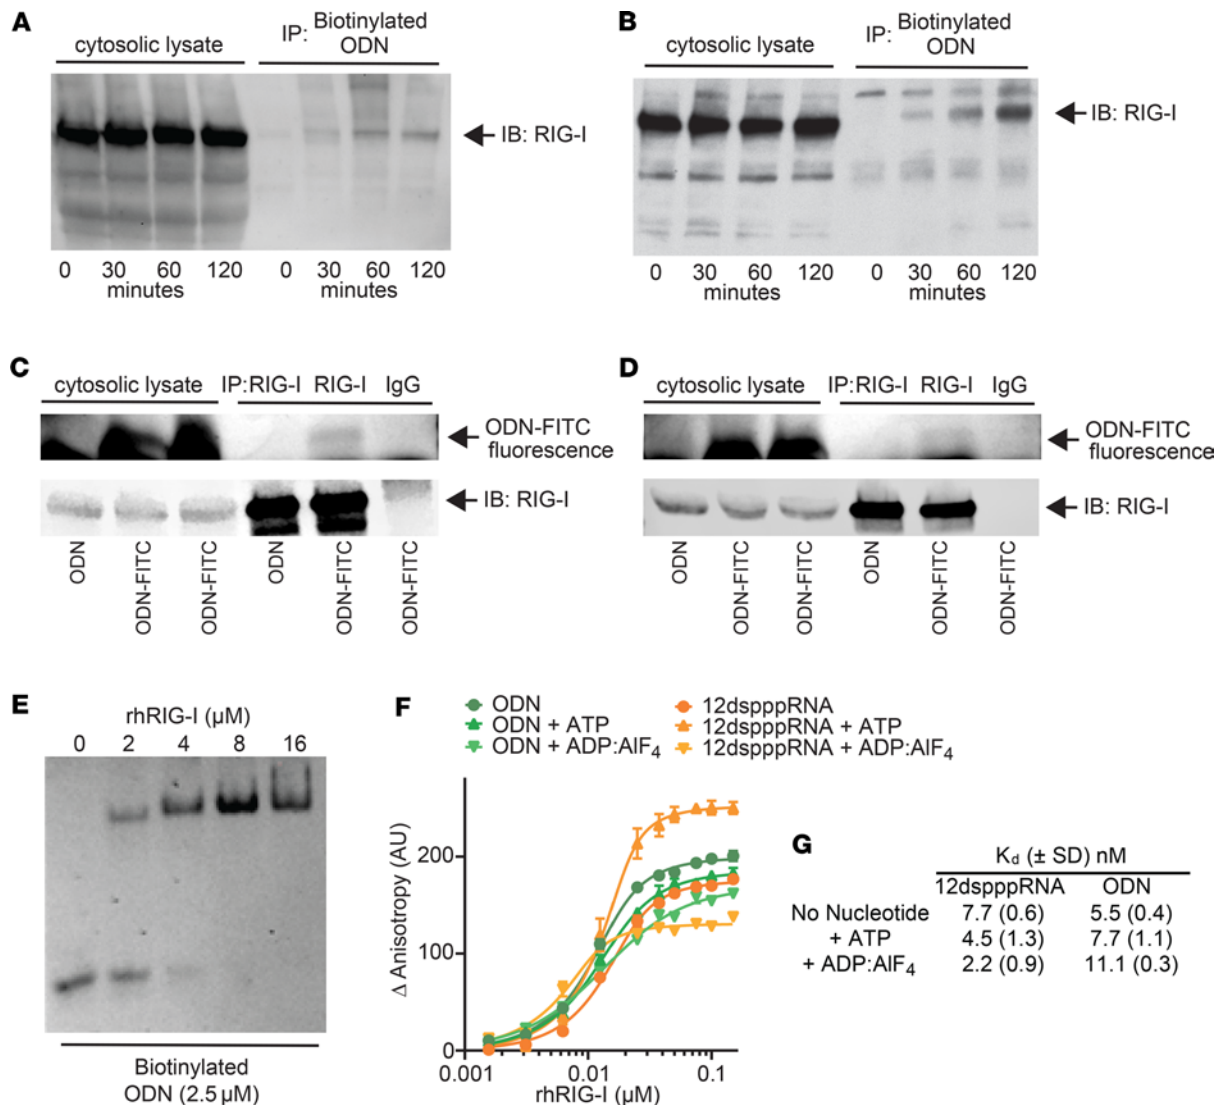 A
cytosolic lysate
IP: Biotinylated
ODN
IB: RIG-I
0 30 60 120 0 30 60 120
minutes minutes
B
cytosolic lysate
IP: Biotinylated
ODN
IB: RIG-I
0 30 60 120 0 30 60 120
minutes minutes
C
cytosolic lysate IP:RIG-I RIG-I IgG
ODN-FITC
fluorescence
IB: RIG-I
ODN ODN-FITC ODN-FITC ODN ODN-FITC ODN-FITC
D
cytosolic lysate IP:RIG-I RIG-I IgG
ODN-FITC
fluorescence
IB: RIG-I
ODN ODN-FITC ODN-FITC ODN ODN-FITC ODN-FITC
E
rhRIG-I (µM)
0 2 4 8 16
Biotinylated
ODN (2.5 µM)
F
ODN 12dspppRNA
ODN + ATP 12dspppRNA + ATP
ODN + ADP:AlF4 12dspppRNA + ADP:AlF4
Δ Anisotropy (AU)
200
100
0
0.001 0.01 0.1
rhRIG-I (µM)
G
Kd (± SD) nM
12dspppRNA ODN
No Nucleotide 7.7 (0.6) 5.5 (0.4)
+ ATP 4.5 (1.3) 7.7 (1.1)
+ ADP:AlF4 2.2 (0.9) 11.1 (0.3)